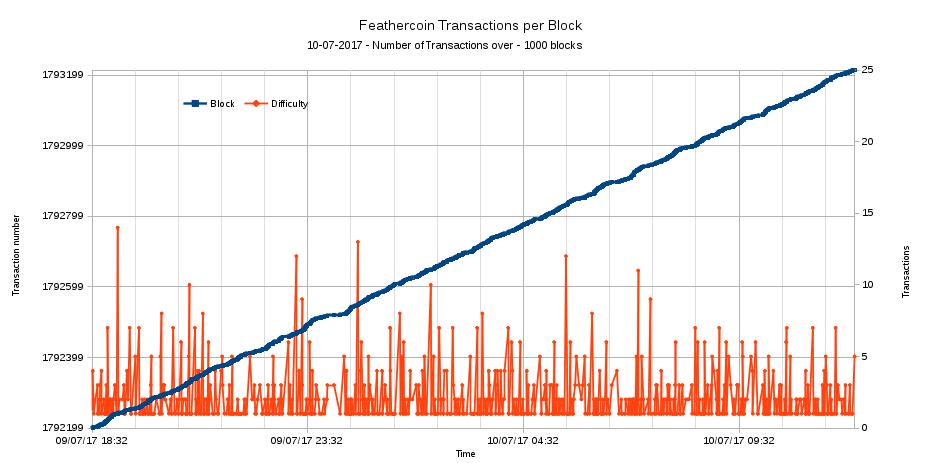 Feathercoin Transactions per Block
10-07-2017 - Number of Transactions over - 1000 blocks
1793199
1792999
1792799
1792599
1792399
1792199
Transaction number
Block
Difficulty
25
20
15
10
5
0
Transactions
09/07/17 18:32
09/07/17 23:32
10/07/17 04:32
10/07/17 09:32
Time